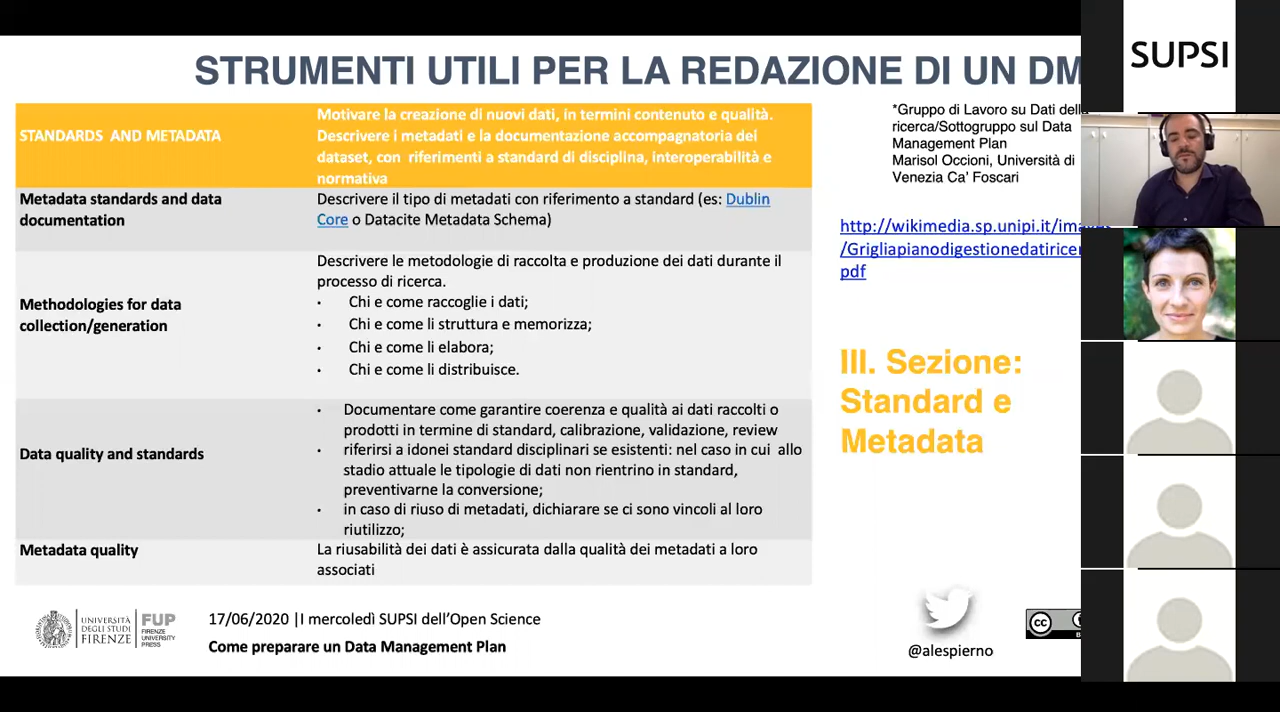 STRUMENTI UTILI PER LA REDAZIONE DI UN DM
SUPSI
STANDARDS AND METADATA
Motivare la creazione di nuovi dati, in termini contenuto e qualità.
Descrivere i metadati e la documentazione accompagnatoria dei
dataset, con riferimenti a standard di disciplina, interoperabilità e
normativa
Metadata standards and data
documentation
Descrivere il tipo di metadati con riferimento a standard (es: Dublin
Core o Datacite Metadata Schema)
Methodologies for data
collection/generation
Descrivere le metodologie di raccolta e produzione dei dati durante il
processo di ricerca.
• Chi e come raccoglie i dati;
• Chi e come li struttura e memorizza;
• Chi e come li elabora;
• Chi e come li distribuisce.
Data quality and standards
• Documentare come garantire coerenza e qualità ai dati raccolti o
prodotti in termine di standard, calibrazione, validazione, review
• riferirsi a idonei standard disciplinari se esistenti: nel caso in cui allo
stadio attuale le tipologie di dati non rientrino in standard,
preventivarne la conversione;
• in caso di riuso di metadati, dichiarare se ci sono vincoli al loro
riutilizzo;
Metadata quality
La riusabilità dei dati è assicurata dalla qualità dei metadati a loro
associati
*Gruppo di Lavoro su Dati dell
ricerca/Sottogruppo sul Data
Management Plan
Marisol Occioni, Università di
Venezia Ca' Foscari
http://wikimedia.sp.unipi.it/images
/Grigliapianodigestionedatiricer
pdf
III. Sezione:
Standard e
Metadata
UNIVERSITÀ
DEGLI STUDI
FIRENZE
FUP
FIRENZE
UNIVERSITY
PRESS
17/06/2020 |I mercoledì SUPSI dell'Open Science
Come preparare un Data Management Plan
@alespierno
cc